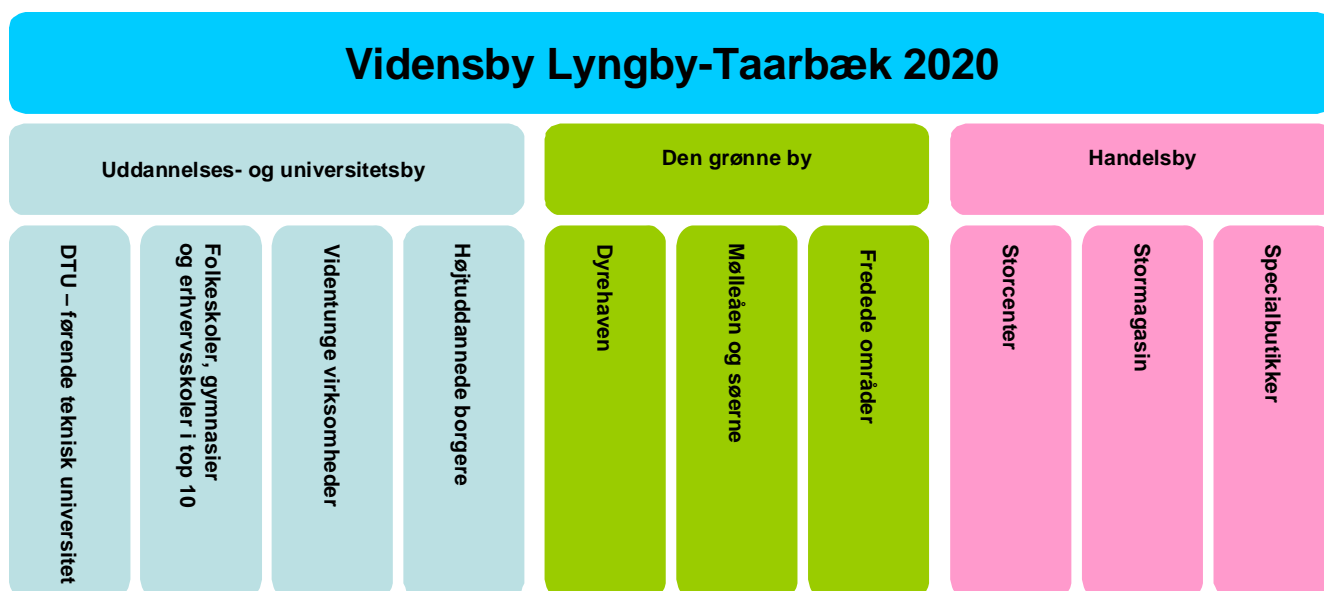 Vidensby Lyngby-Taarbæk 2020
Uddannelses- og universitetsby
DTU – førende teknisk universitet
Folkeskoler, gymnasier
og erhvervsskoler i top 10
Videntunge virksomheder
Højtuddannede borgere
Den grønne by
Dyrehaven
Mølleåen og søerne
Fredede områder
Handelsby
Storcenter
Stormagasin
Specialbutikker